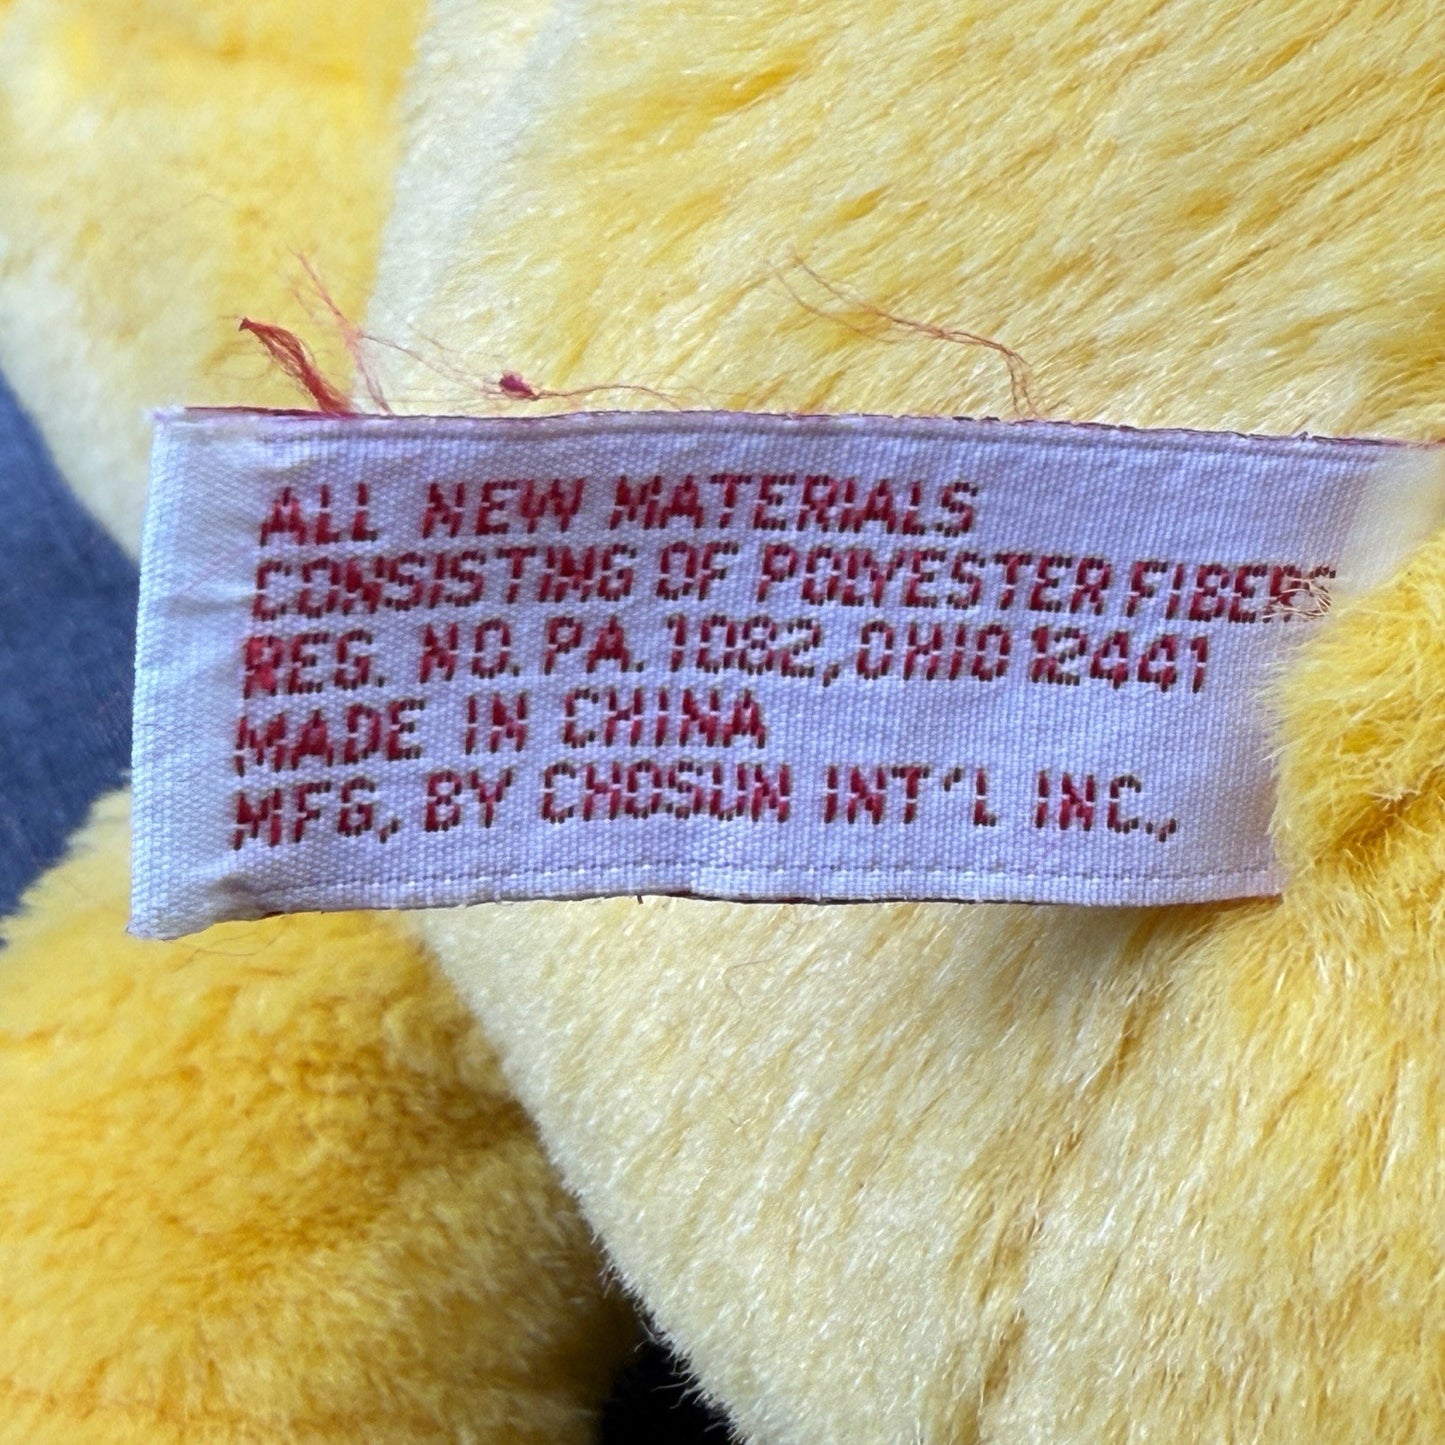 ALL NEW MATERIALS
CONSISTING OF POLYESTER FIBERS
REG. NO. PA. 1082, OHIO 12441
MADE IN CHINA
MFG, BY CHOSUN INT'L INC.,